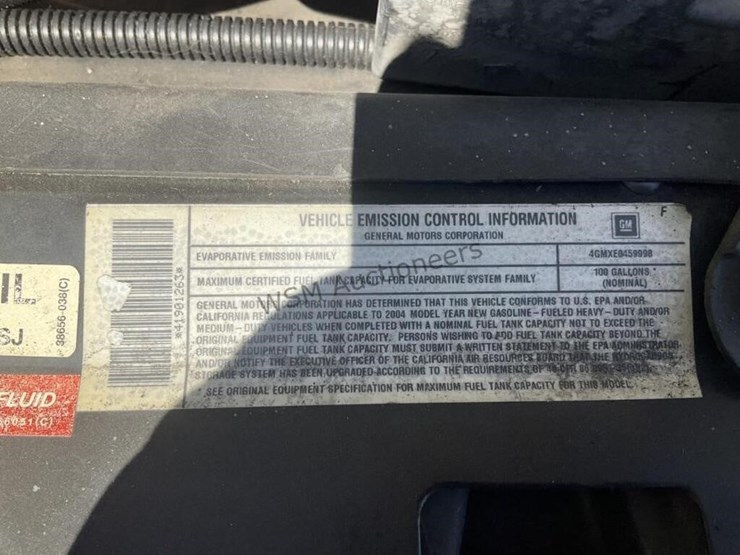 VEHICLE EMISSION CONTROL INFORMATION
GENERAL MOTORS CORPORATION
GM
F
EVAPORATIVE EMISSION FAMILY
4GMXE0459998
MAXIMUM CERTIFIED FUEL TANK CAPACITY FOR EVAPORATIVE SYSTEM FAMILY
100 GALLONS *
(NOMINAL)
GENERAL MOTORS CORPORATION HAS DETERMINED THAT THIS VEHICLE CONFORMS TO U.S. EPA AND/OR
CALIFORNIA REGULATIONS APPLICABLE TO 2004 MODEL YEAR NEW GASOLINE - FUELED HEAVY - DUTY AND/OR
MEDIUM - DUTY VEHICLES WHEN COMPLETED WITH A NOMINAL FUEL TANK CAPACITY NOT TO EXCEED THE
ORIGINAL EQUIPMENT FUEL TANK CAPACITY. PERSONS WISHING TO ADD FUEL TANK CAPACITY BEYOND THE
ORIGINAL EQUIPMENT FUEL TANK CAPACITY MUST SUBMIT A WRITTEN STATEMENT TO THE EPA ADMINISTRATOR
AND/OR NOTIFY THE EXECUTIVE OFFICER OF THE CALIFORNIA AIR RESOURSES BOARD THAT THE HYDROCARBON
STORAGE SYSTEM HAS BEEN UPGRADED ACCORDING TO THE REQUIREMENTS OF
* SEE ORIGINAL EQUIPMENT SPECIFICATION FOR MAXIMUM FUEL TANK CAPACITY FOR THIS MODEL.
*41901263*
WSM Auctioneers
38656-038(C)
SJ
FLUID